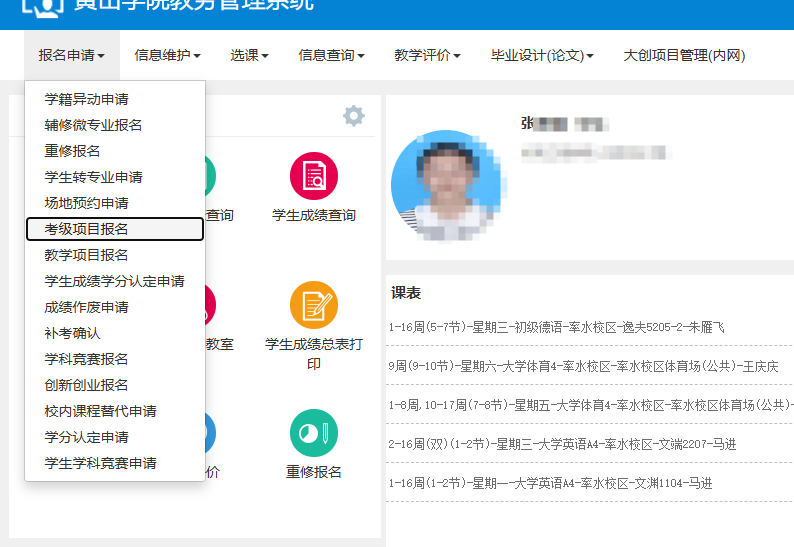 黄山学院教务管理系统
报名申请 信息维护 选课 信息查询 教学评价 毕业设计(论文) 大创项目管理(内网)
学籍异动申请
辅修微专业报名
重修报名
学生转专业申请
场地预约申请
考级项目报名
教学项目报名
学生成绩学分认定申请
成绩作废申请
补考确认
学科竞赛报名
创新创业报名
校内课程替代申请
学分认定申请
学生学科竞赛申请
查询
学生成绩查询
教室
学生成绩总表打
印
价
重修报名
张
课表
1-16周(5-7节)-星期三-初级德语-率水校区-逸夫5205-2-朱雁飞
9周(9-10节)-星期六-大学体育4-率水校区-率水校区体育场(公共)-王庆庆
1-8周,10-17周(7-8节)-星期五-大学体育4-率水校区-率水校区体育场(公共)-
2-16周(双)(1-2节)-星期三-大学英语A4-率水校区-文端2207-马进
1-16周(1-2节)-星期一-大学英语A4-率水校区-文渊1104-马进